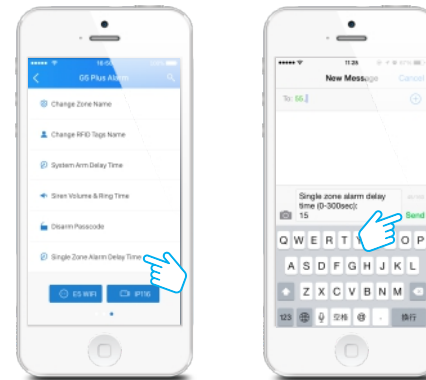 G5 Plus Alarm
Change Zone Name
Change RFID Tags Name
System Arm Delay Time
Siren Volume & Ring Time
Disarm Passcode
Single Zone Alarm Delay Time
IP116
11:26
New Message
Cancel
To:
Single zone alarm delay
time (0-300sec):
15
Send
Q W E R T Y O P
A S D F G H J K L
Z X C V B N M
123 空格 @ . 换行